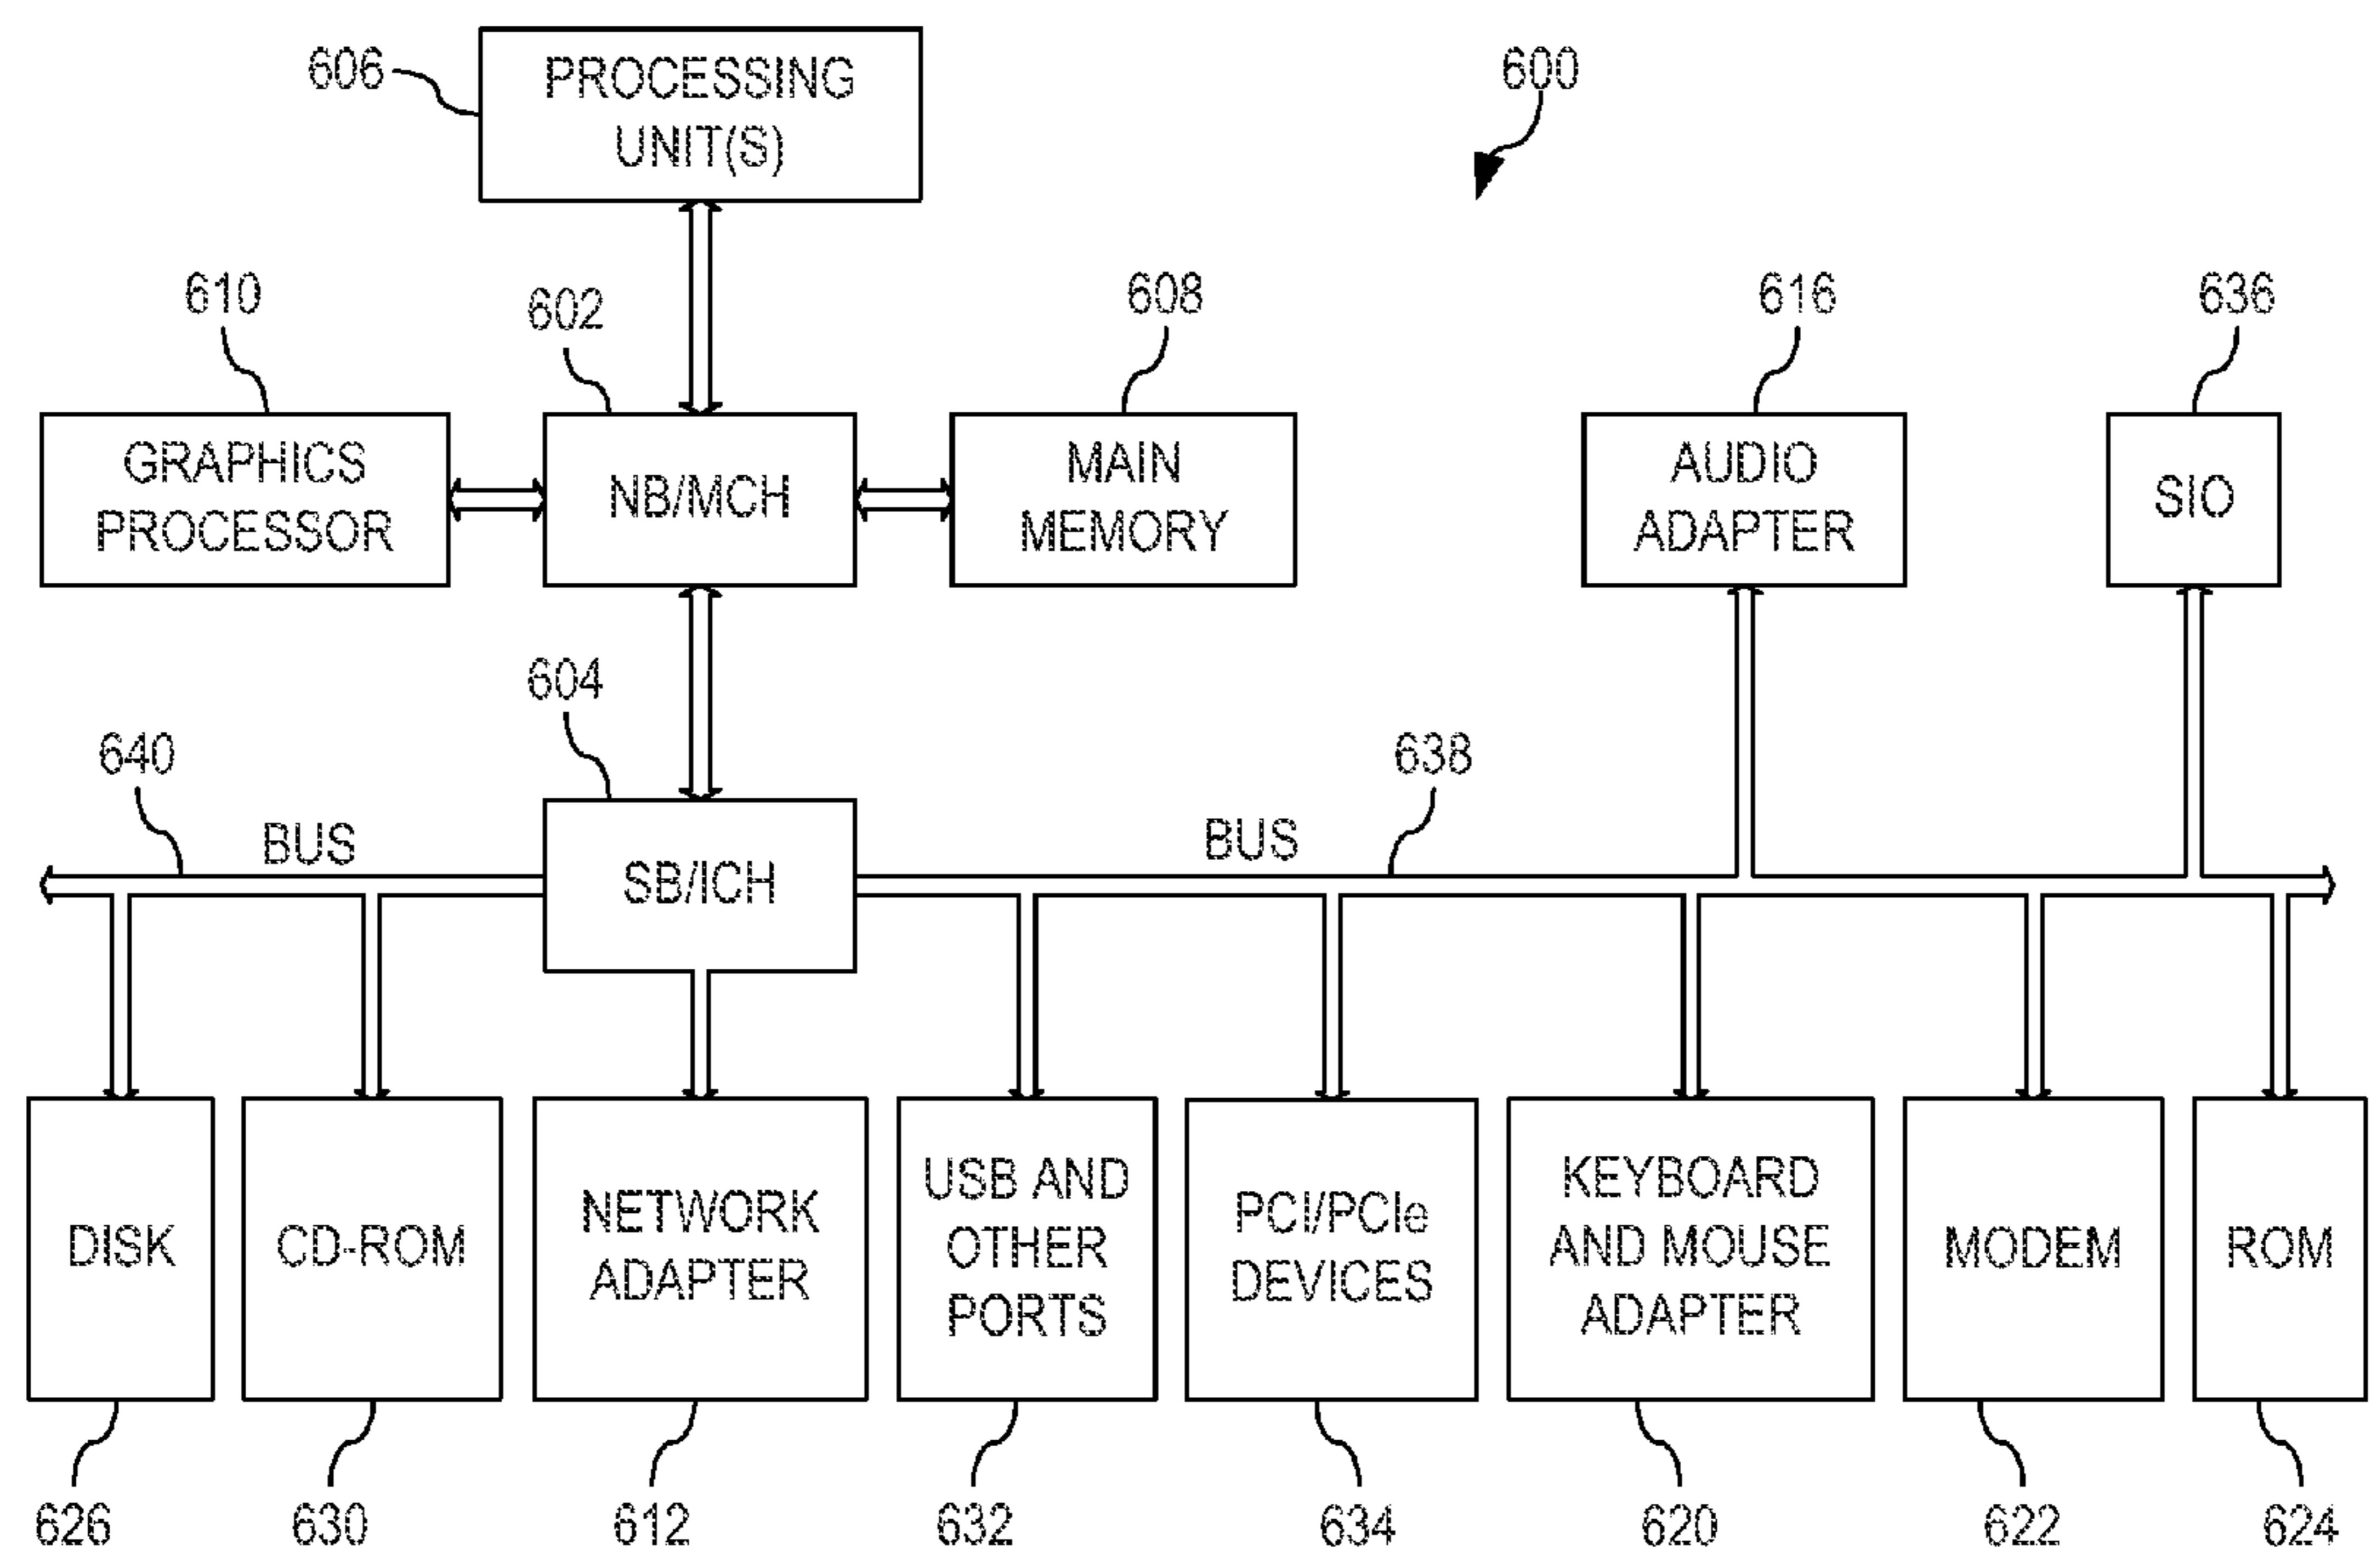 606
PROCESSING
UNIT(S)
600
610
602
608
616
636
GRAPHICS
PROCESSOR
NB/MCH
MAIN
MEMORY
AUDIO
ADAPTER
SIO
604
640
638
BUS
SB/ICH
BUS
DISK
CD-ROM
NETWORK
ADAPTER
USB AND
OTHER
PORTS
PCI/PCIe
DEVICES
KEYBOARD
AND MOUSE
ADAPTER
MODEM
ROM
626
630
612
632
634
620
622
624